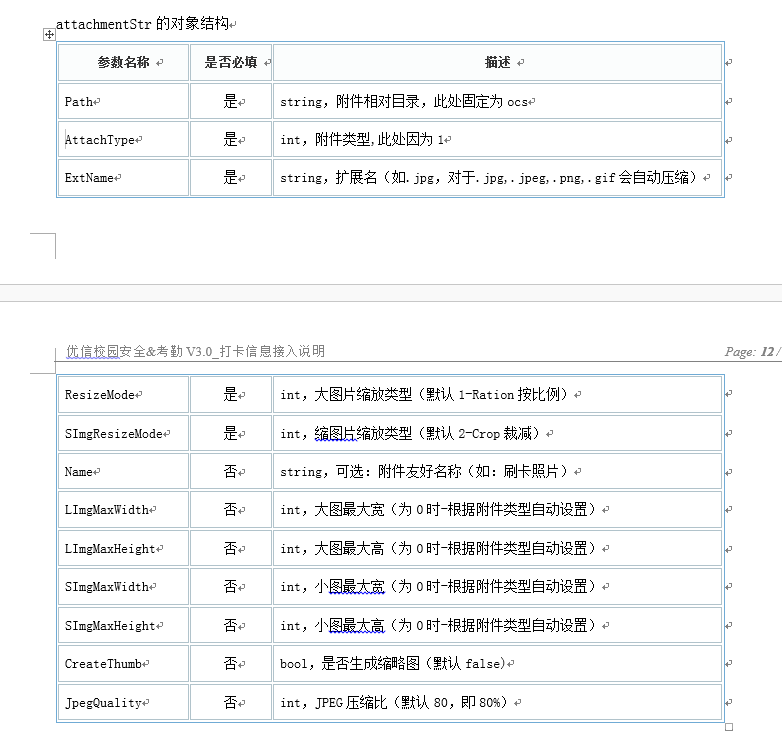 attachmentStr 的对象结构
参数名称 是否必填 描述
Path 是 string，附件相对目录，此处固定为 ocs
AttachType 是 int，附件类型,此处因为 1
ExtName 是 string，扩展名（如.jpg，对于.jpg,.jpeg,.png,.gif 会自动压缩）
优信校园安全&考勤 V3.0_打卡信息接入说明 Page: 12 /
ResizeMode 是 int，大图片缩放类型（默认 1-Ration 按比例）
SImgResizeMode 是 int，缩图片缩放类型（默认 2-Crop 裁减）
Name 否 string，可选：附件友好名称（如：刷卡照片）
LImgMaxWidth 否 int，大图最大宽（为 0 时-根据附件类型自动设置）
LImgMaxHeight 否 int，大图最大高（为 0 时-根据附件类型自动设置）
SImgMaxWidth 否 int，小图最大宽（为 0 时-根据附件类型自动设置）
SImgMaxHeight 否 int，小图最大高（为 0 时-根据附件类型自动设置）
CreateThumb 否 bool，是否生成缩略图（默认 false)
JpegQuality 否 int，JPEG 压缩比（默认 80，即 80%）